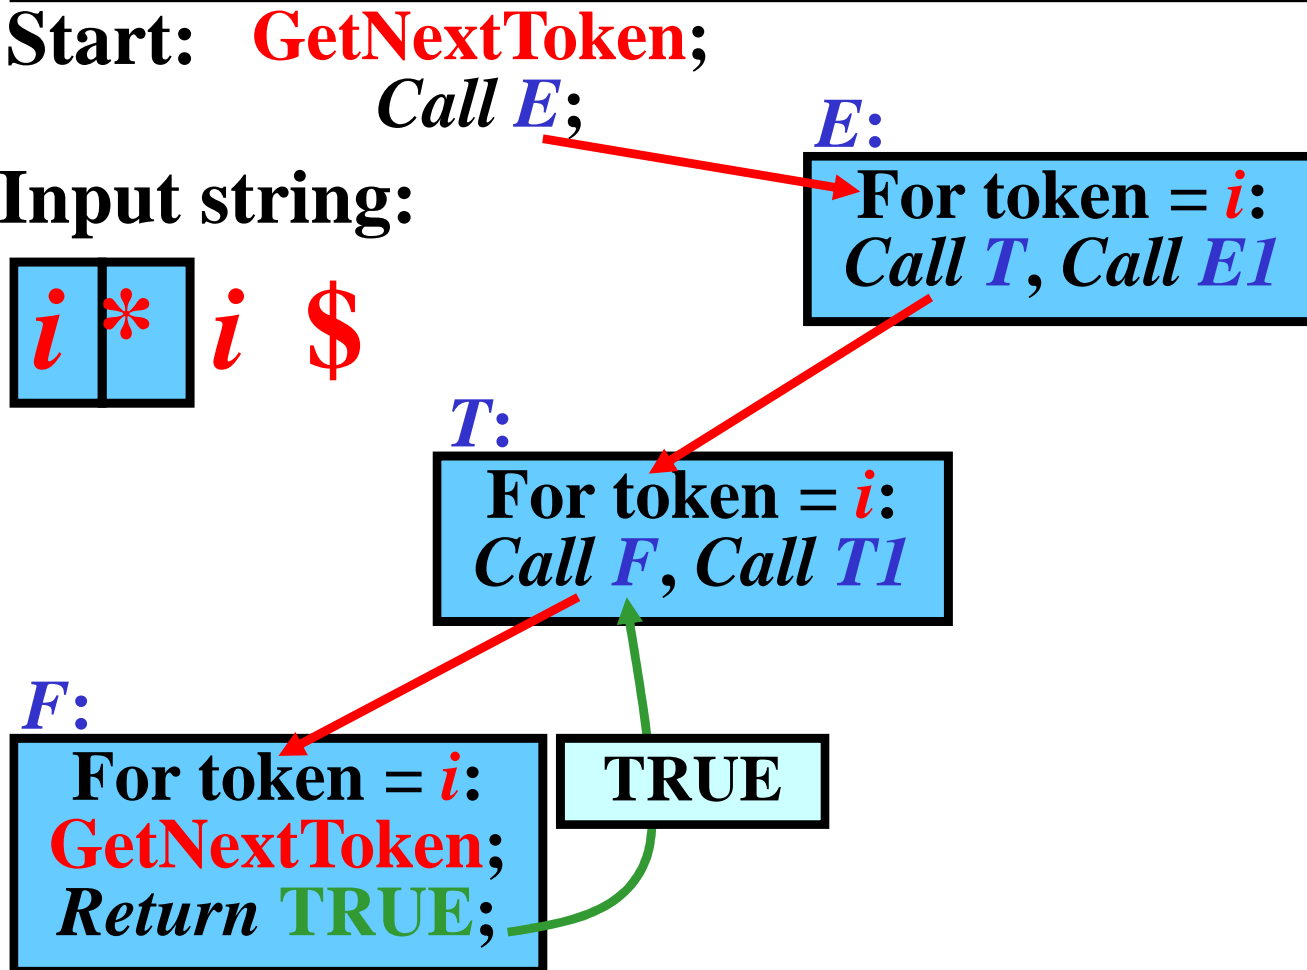 Start: GetNextToken;
Call E;
E:
For token = i:
Call T, Call E1
Input string:
i * i $
T:
For token = i:
Call F, Call T1
F:
For token = i:
GetNextToken;
Return TRUE;
TRUE